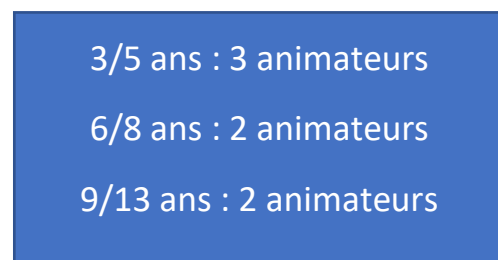 3/5 ans : 3 animateurs
6/8 ans : 2 animateurs
9/13 ans : 2 animateurs